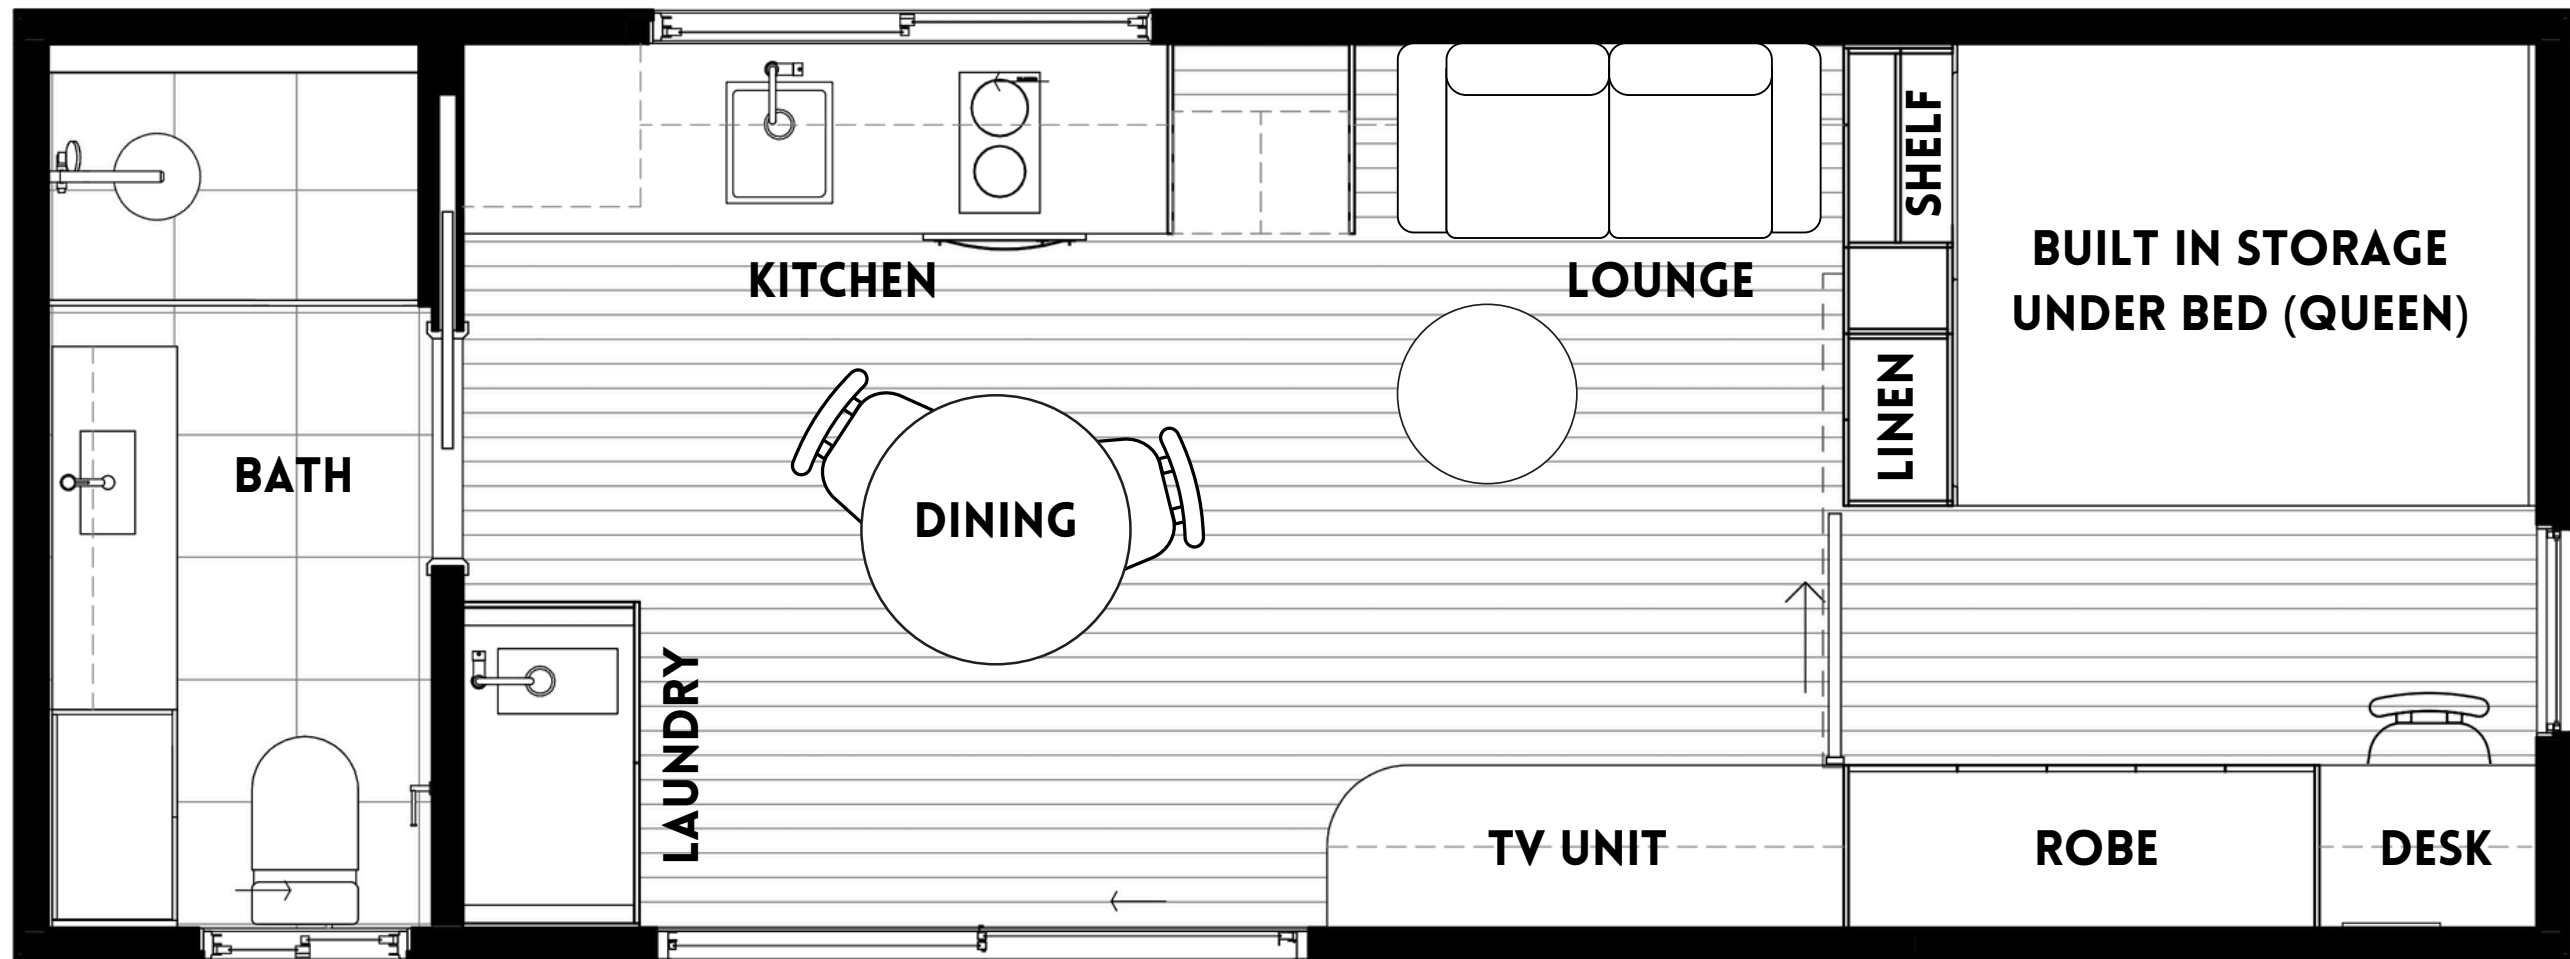 SHELF
BUILT IN STORAGE
UNDER BED (QUEEN)
KITCHEN
LOUNGE
LINEN
BATH
DINING
LAUNDRY
TV UNIT
ROBE
DESK